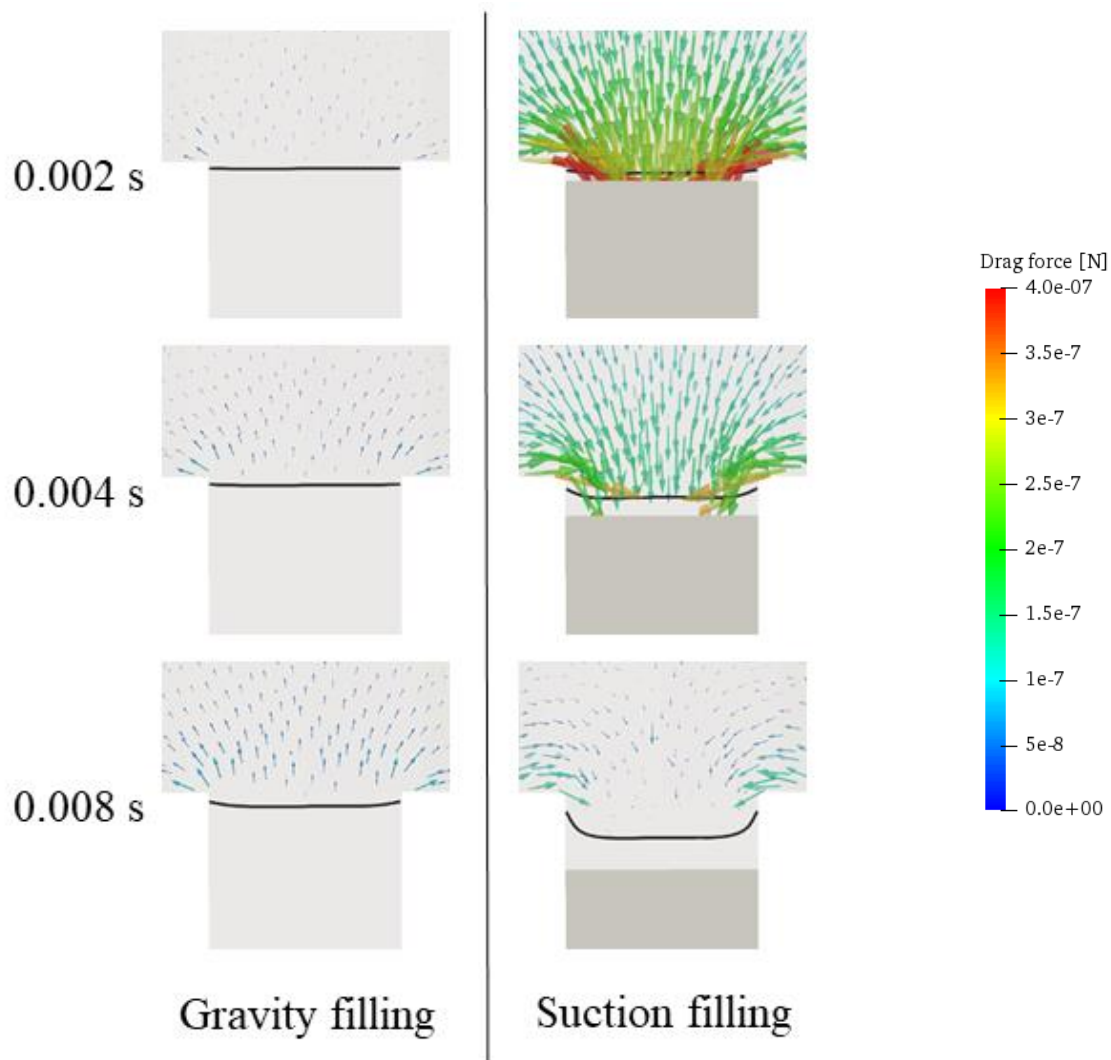 0.002 s
0.004 s
0.008 s
Gravity filling
Suction filling
Drag force [N]
4.0e-07
3.5e-7
3e-7
2.5e-7
2e-7
1.5e-7
1e-7
5e-8
0.0e+00